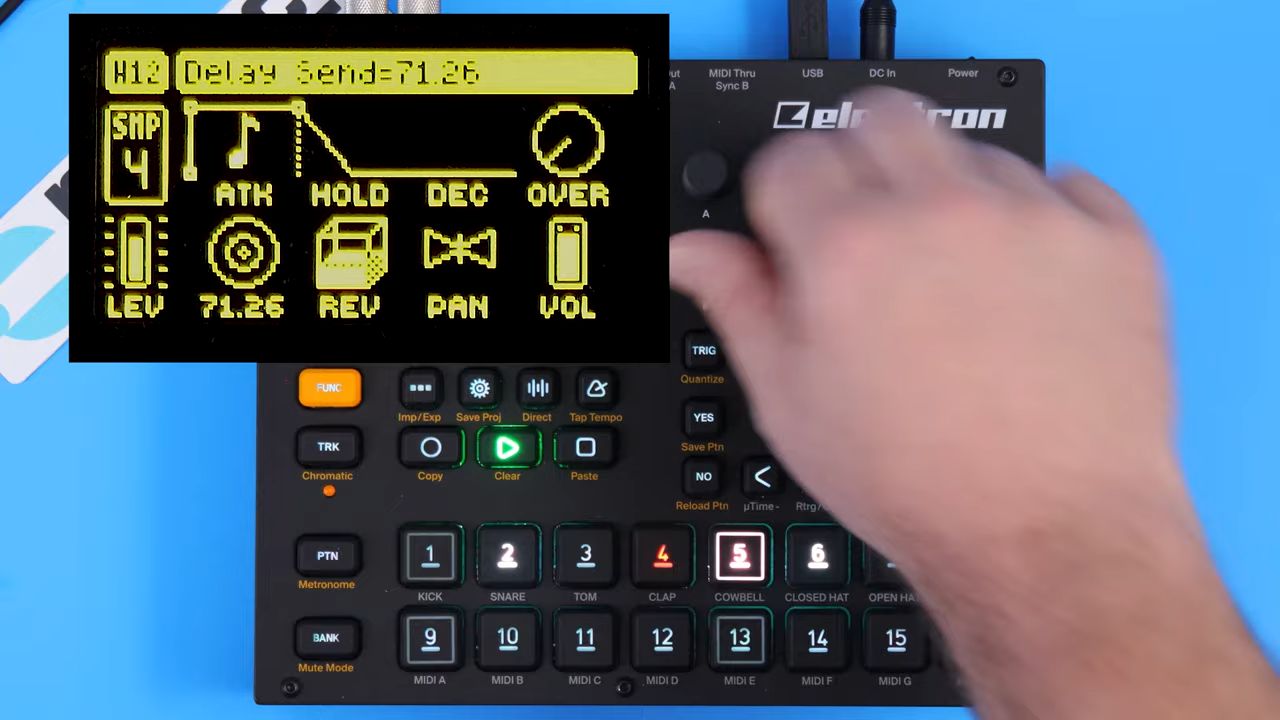 H12 Delay Send=71.26
SMP
4
ATK HOLD DEC OVER
LEV 71.26 REV PAN VOL
MIDI Thru USB DC In Power
A Sync B
elektron
A
TRIG
Quantize
FUNC
Imp/Exp Save Proj Direct Tap Tempo
YES
Save Ptn
TRK
Chromatic Copy Clear Paste
NO <
Reload Ptn µTime-
PTN 1 2 3 4 5 6
Metronome KICK SNARE TOM CLAP COWBELL CLOSED HAT OPEN
BANK 9 10 11 12 13 14 15
Mute Mode MIDI A MIDI B MIDI C MIDI D MIDI E MIDI F MIDI G